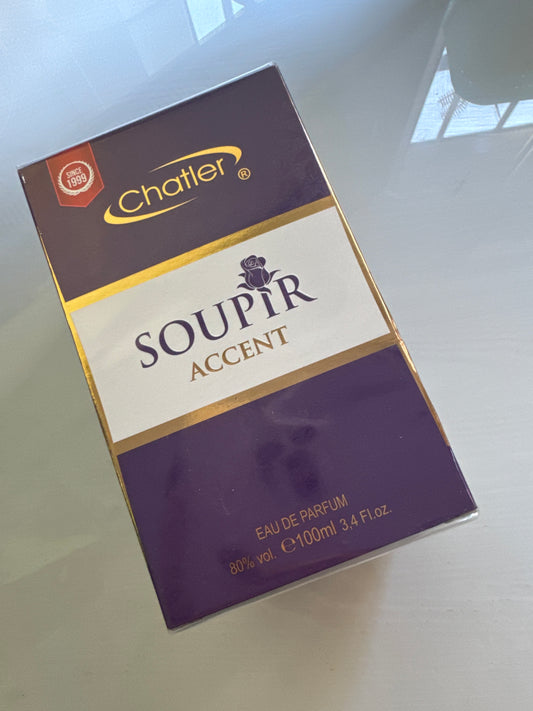 SINCE
1999
Chatler®
SOUPIR
ACCENT
EAU DE PARFUM
80% vol. ℮100ml 3,4 Fl.oz.